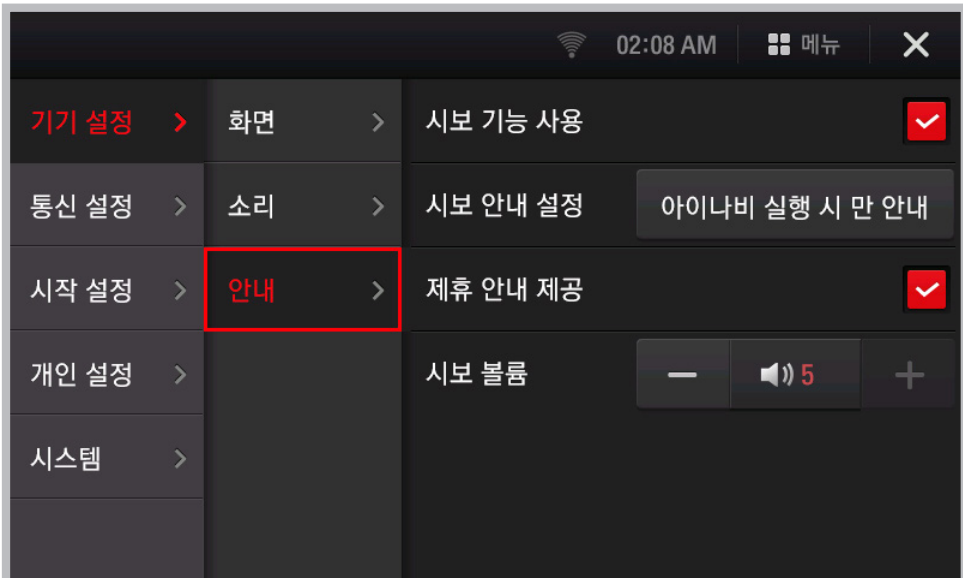 02:08 AM 메뉴
기기 설정
통신 설정
시작 설정
개인 설정
시스템
화면
소리
안내
시보 기능 사용
시보 안내 설정 아이나비 실행 시 만 안내
제휴 안내 제공
시보 볼륨 5